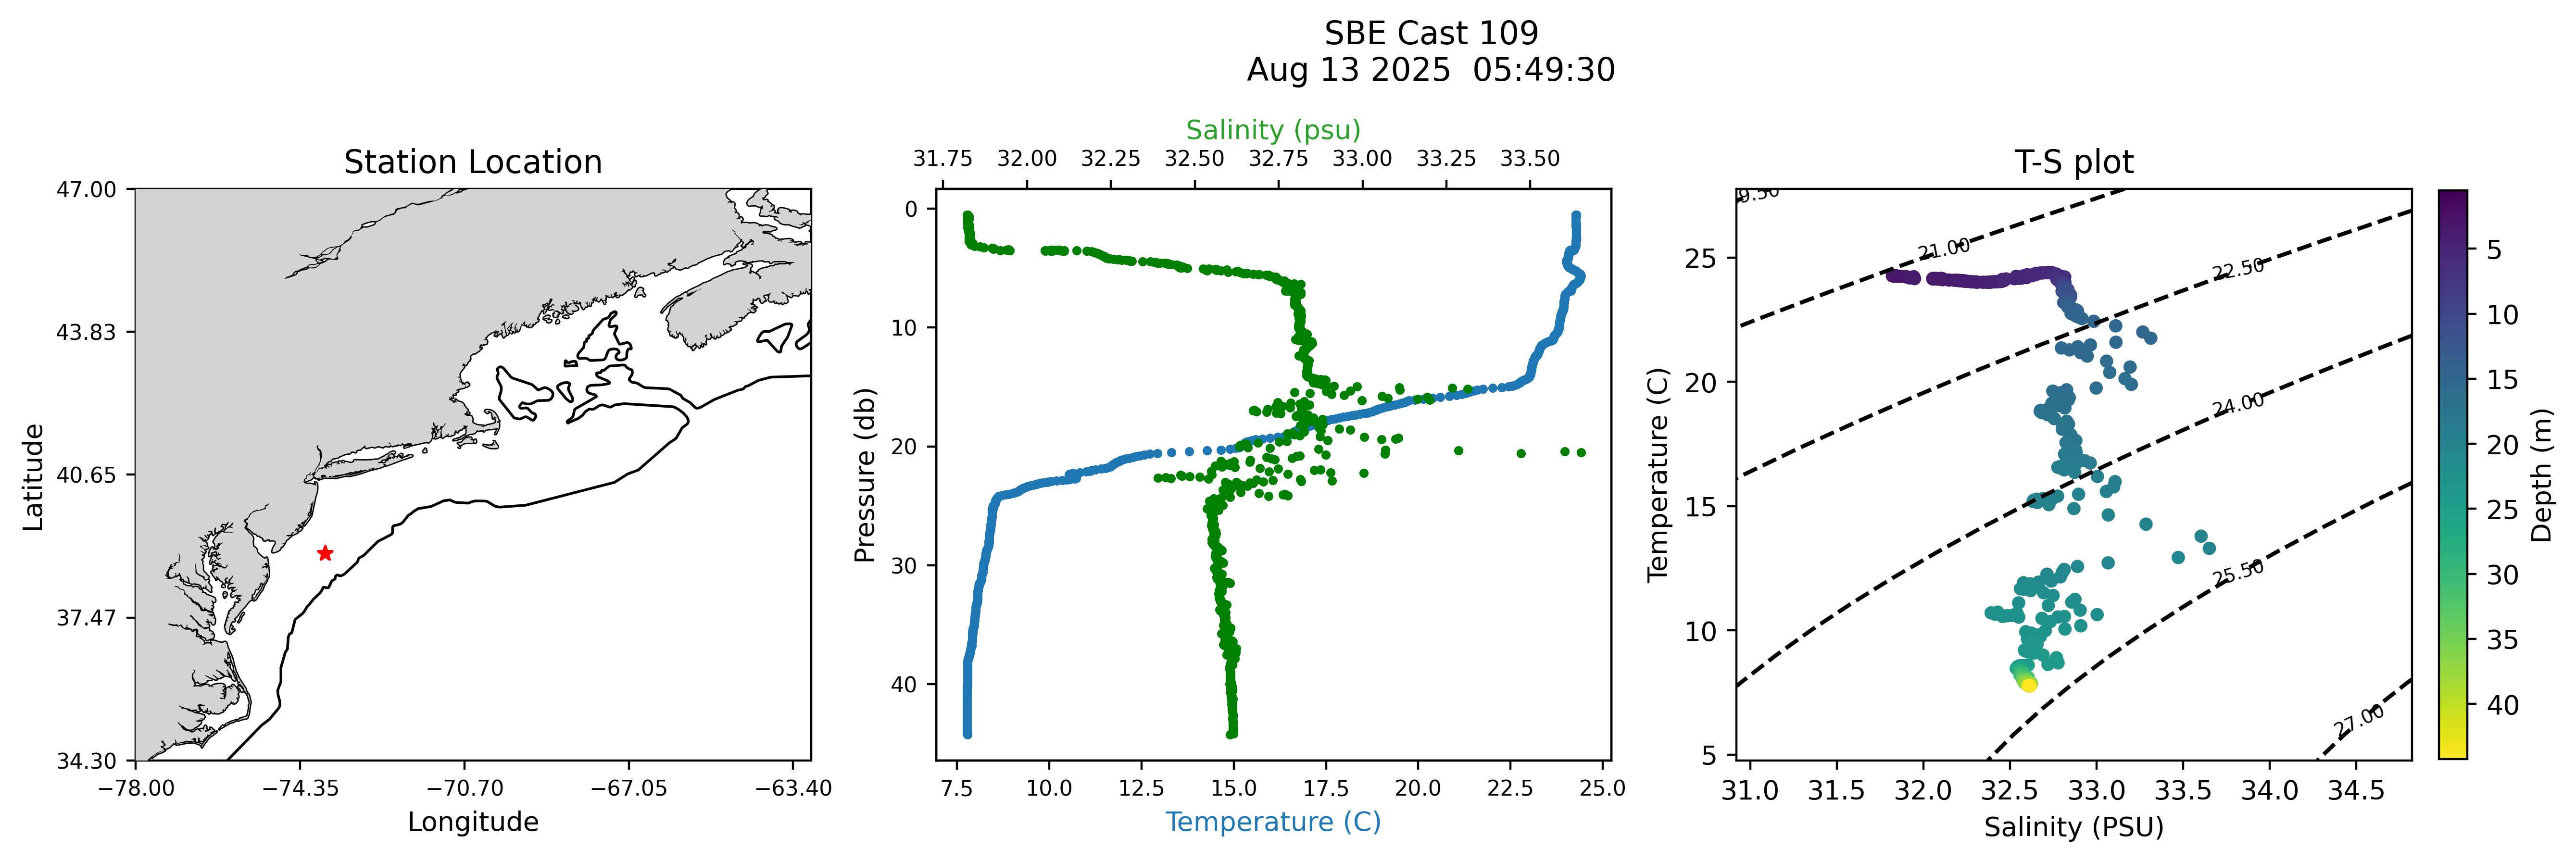 SBE Cast 109
Aug 13 2025  05:49:30
Station Location
47.00
43.83
40.65
37.47
34.30
−78.00 −74.35 −70.70 −67.05 −63.40
Latitude
Longitude
Salinity (psu)
31.75 32.00 32.25 32.50 32.75 33.00 33.25 33.50
0
10
20
30
40
Pressure (db)
7.5 10.0 12.5 15.0 17.5 20.0 22.5 25.0
Temperature (C)
T-S plot
25
20
15
10
5
Temperature (C)
21.00
22.50
24.00
25.50
27.00
31.0 31.5 32.0 32.5 33.0 33.5 34.0 34.5
Salinity (PSU)
5
10
15
20
25
30
35
40
Depth (m)